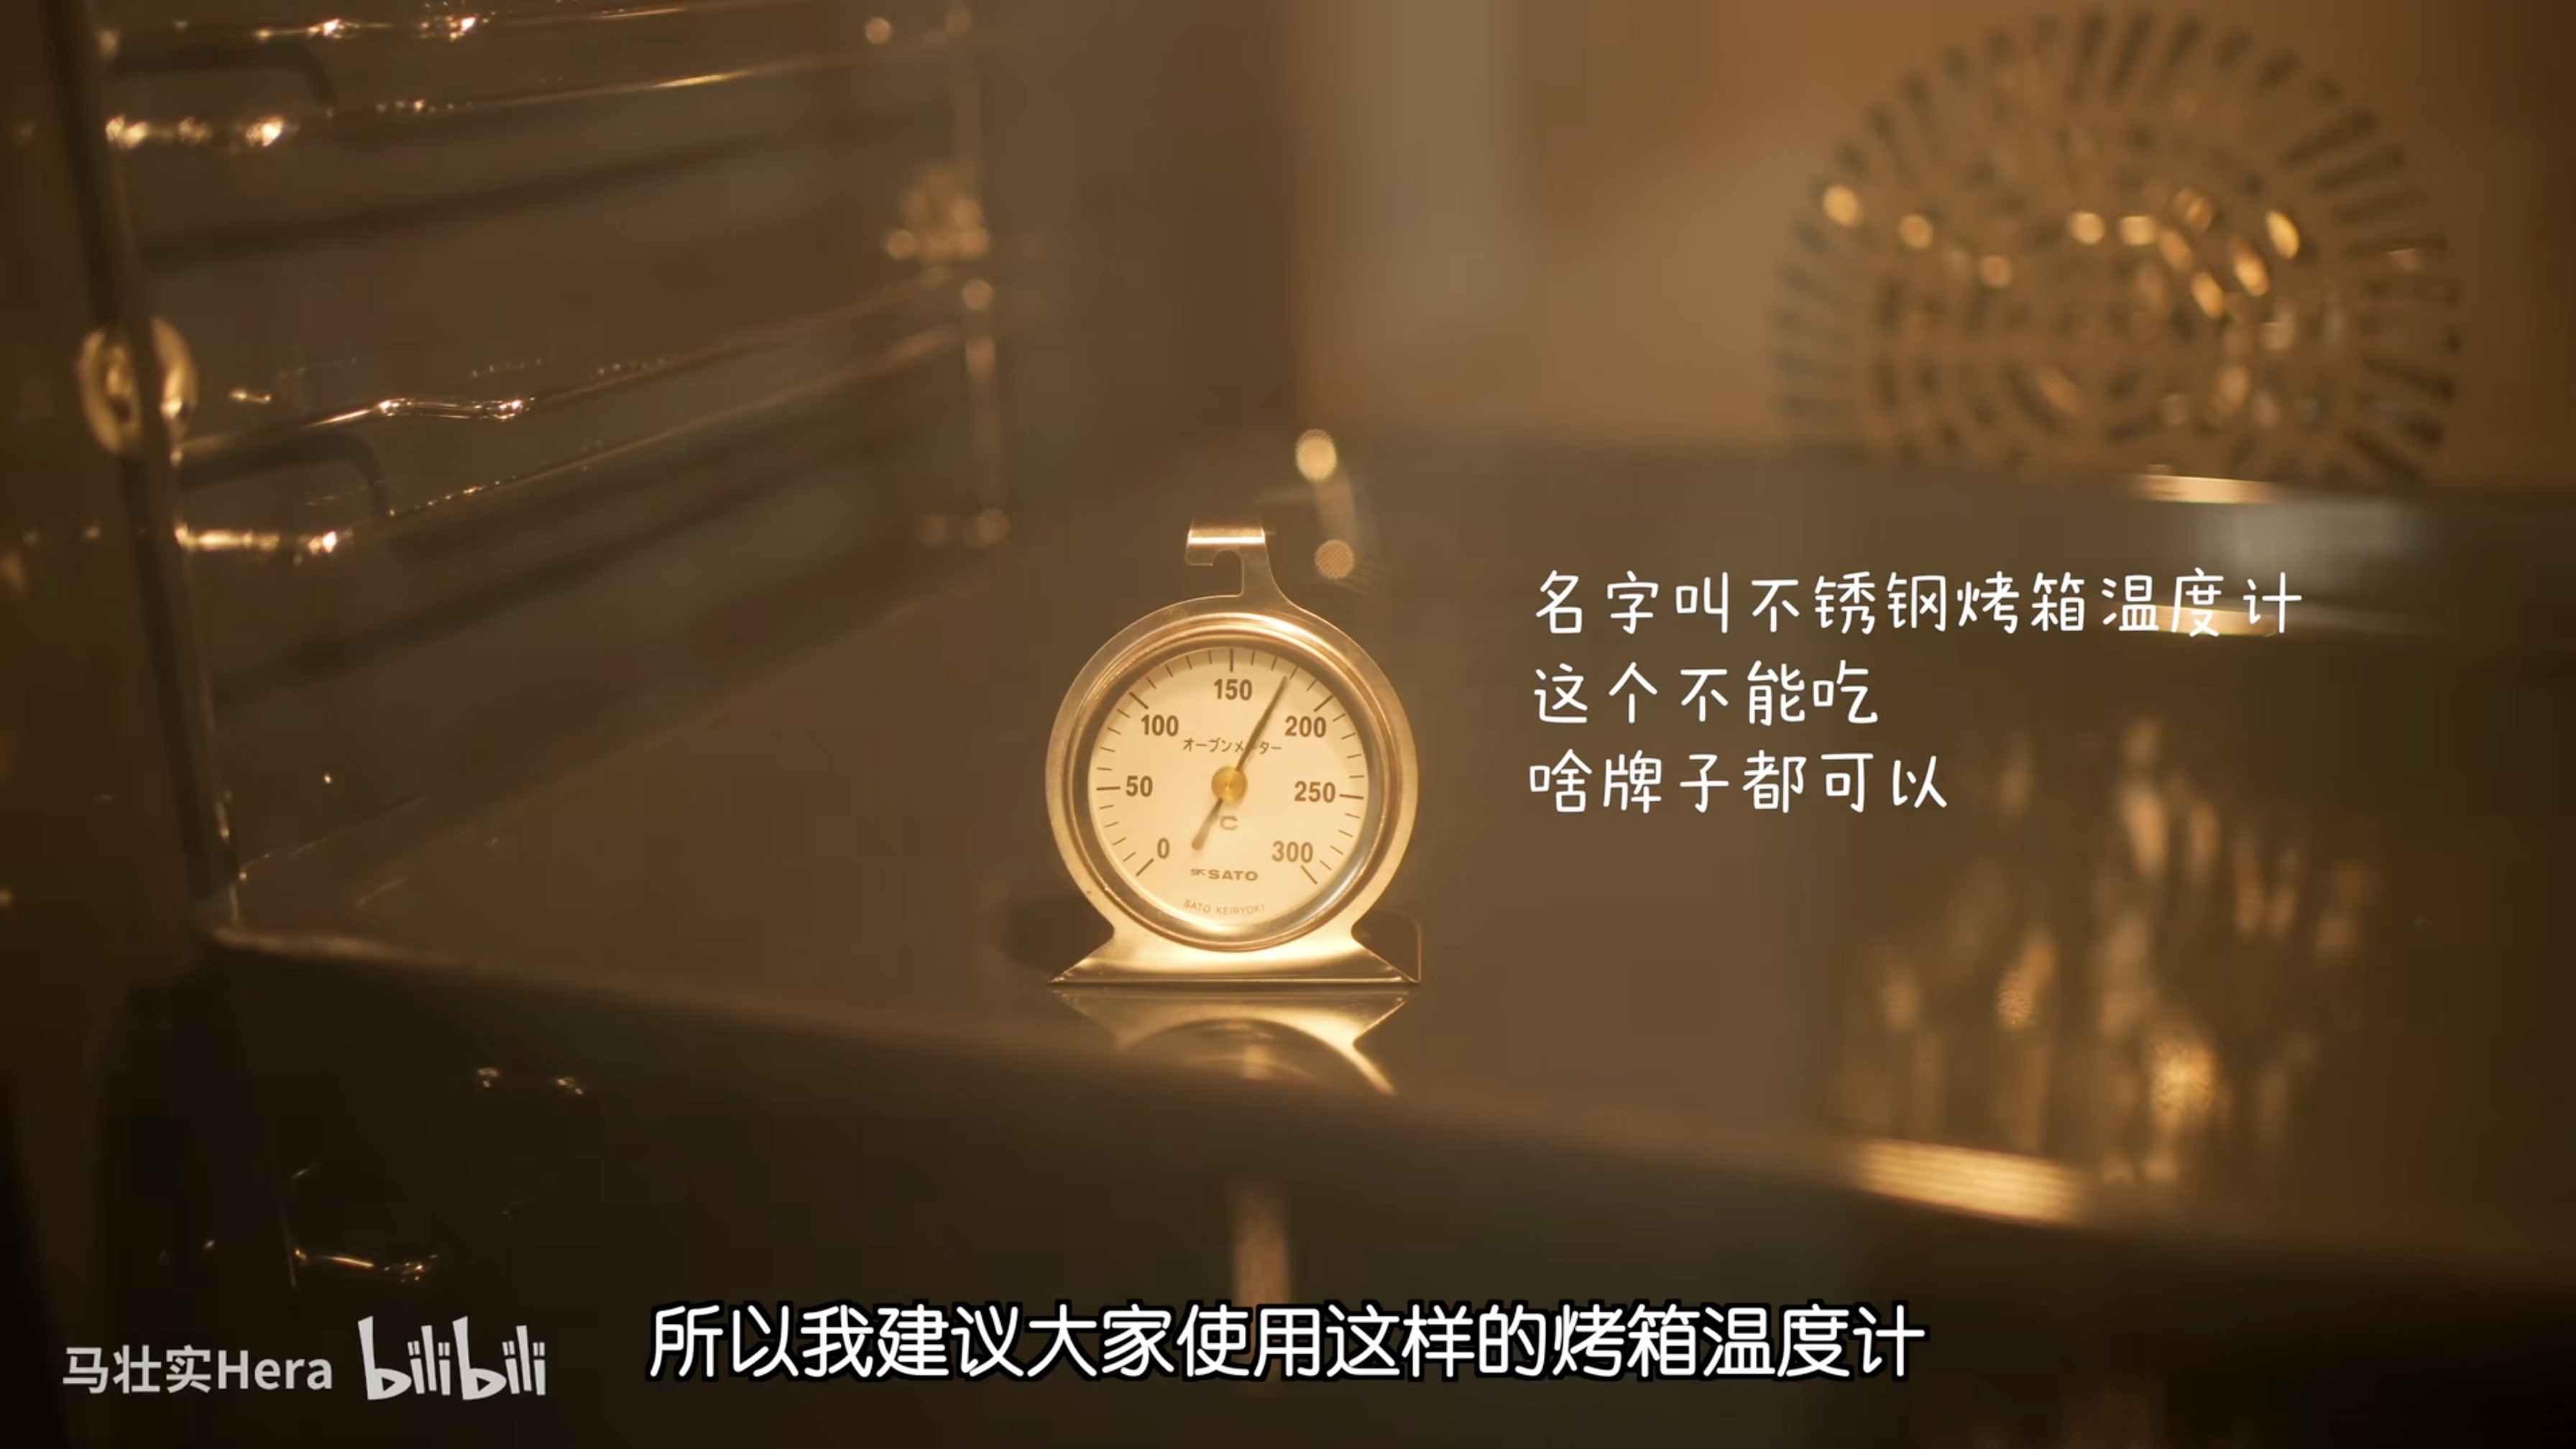 名字叫不锈钢烤箱温度计
这个不能吃
啥牌子都可以
150
100
200
オーブンメーター
50
250
°C
0
300
SK SATO
SATO KEIRYOKI
所以我建议大家使用这样的烤箱温度计
马壮实Hera bilibili